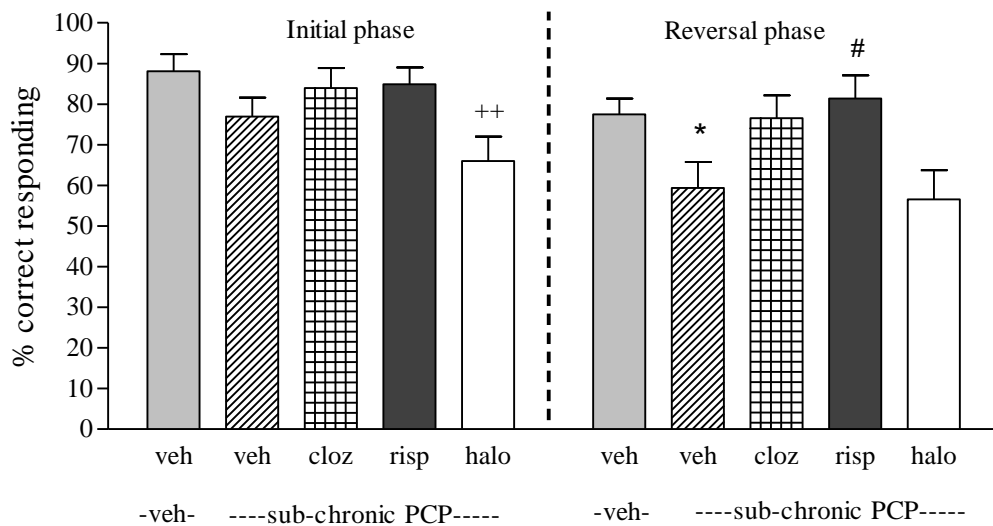 % correct responding
100
90
80
70
60
50
40
30
20
10
0
Initial phase
Reversal phase
++
*
#
veh veh cloz risp halo veh veh cloz risp halo
-veh- ----sub-chronic PCP----- -veh- ----sub-chronic PCP-----